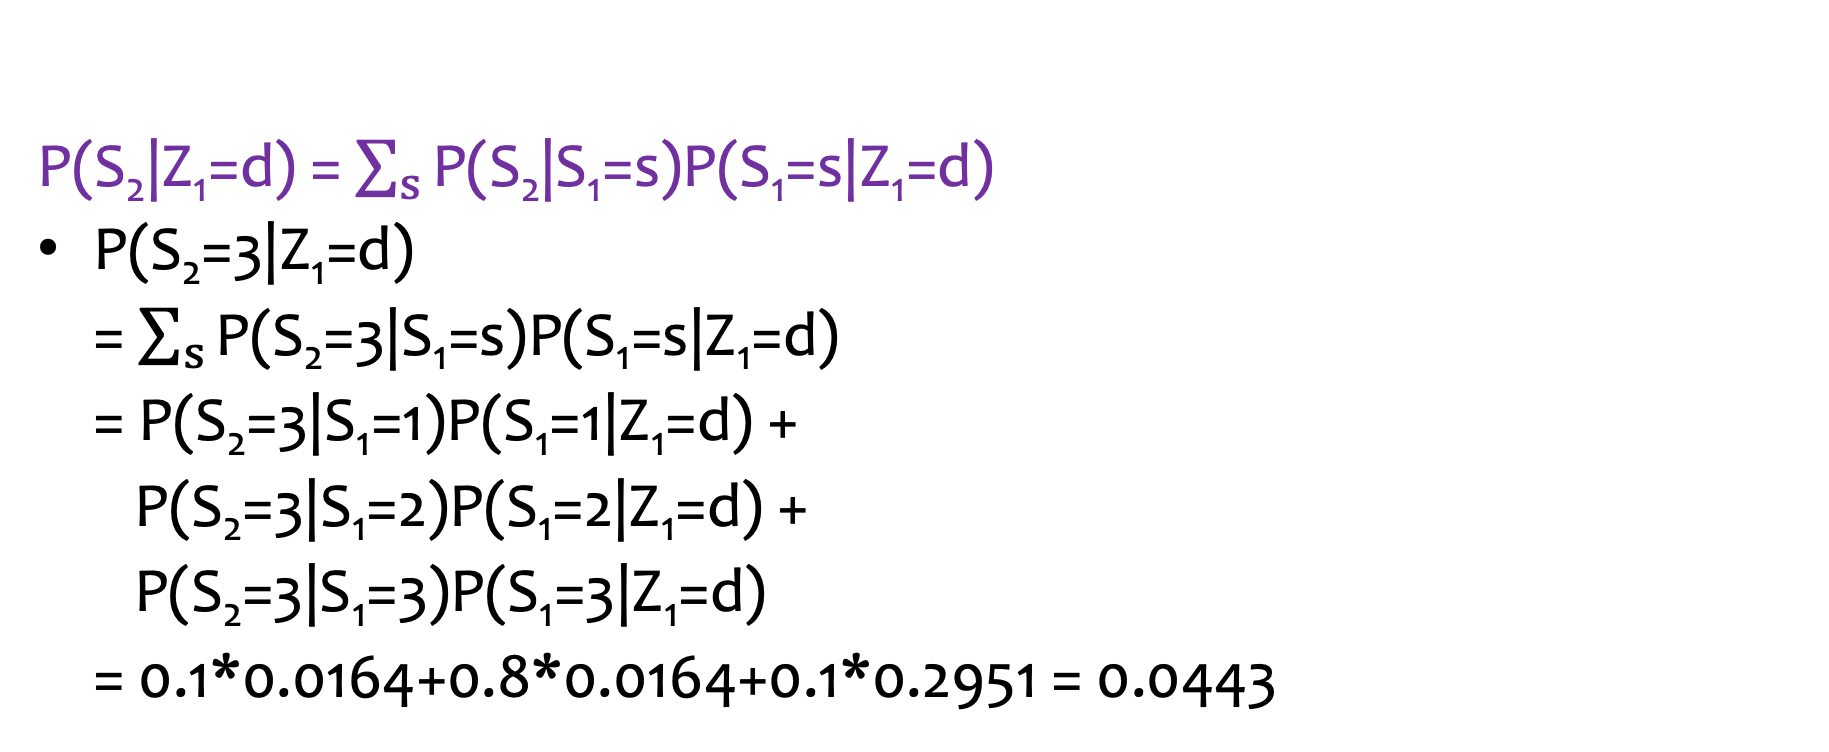 P(S₂|Z₁=d) = ∑ₛ P(S₂|S₁=s)P(S₁=s|Z₁=d)
• P(S₂=3|Z₁=d)
= ∑ₛ P(S₂=3|S₁=s)P(S₁=s|Z₁=d)
= P(S₂=3|S₁=1)P(S₁=1|Z₁=d) +
P(S₂=3|S₁=2)P(S₁=2|Z₁=d) +
P(S₂=3|S₁=3)P(S₁=3|Z₁=d)
= 0.1*0.0164+0.8*0.0164+0.1*0.2951 = 0.0443